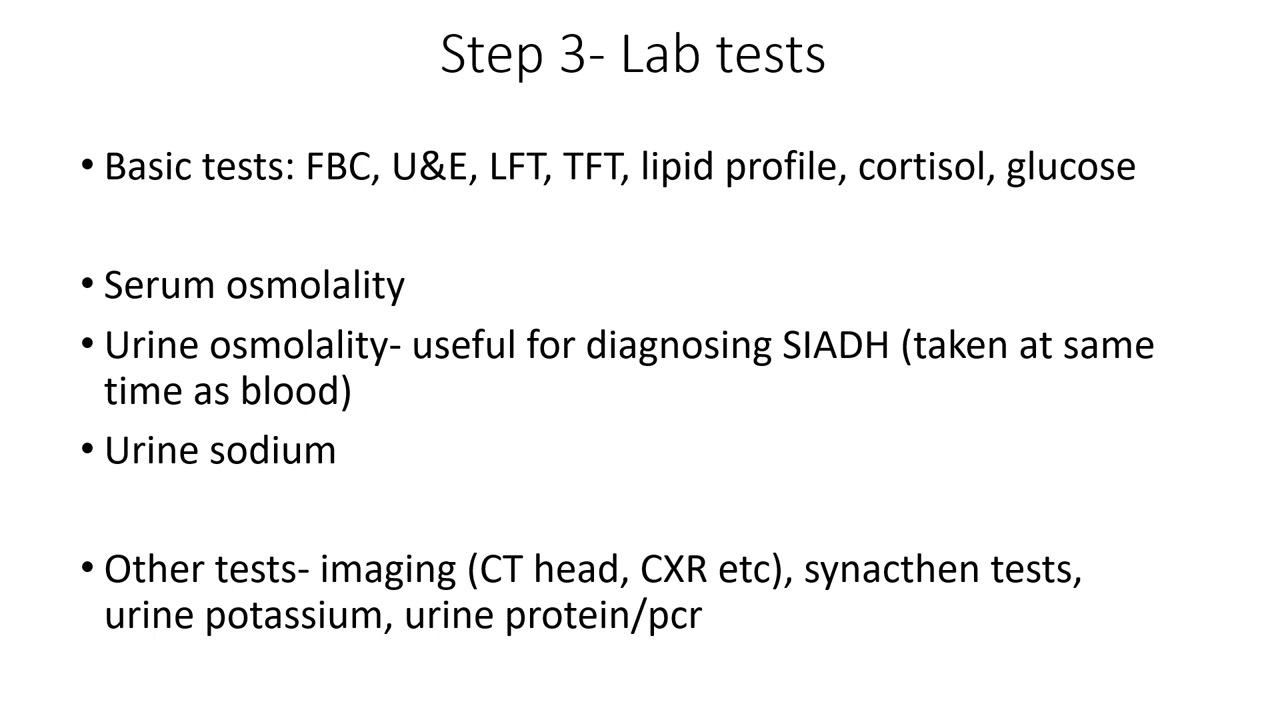 Step 3- Lab tests
• Basic tests: FBC, U&E, LFT, TFT, lipid profile, cortisol, glucose
• Serum osmolality
• Urine osmolality- useful for diagnosing SIADH (taken at same
time as blood)
• Urine sodium
• Other tests- imaging (CT head, CXR etc), synacthen tests,
urine potassium, urine protein/pcr